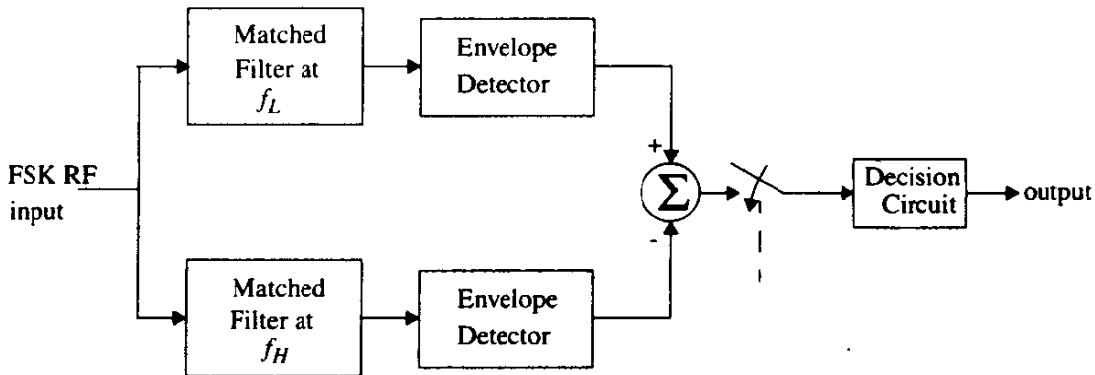 Matched
Filter at
f_L
Envelope
Detector
FSK RF
input
+
Σ
-
Decision
Circuit
output
Matched
Filter at
f_H
Envelope
Detector